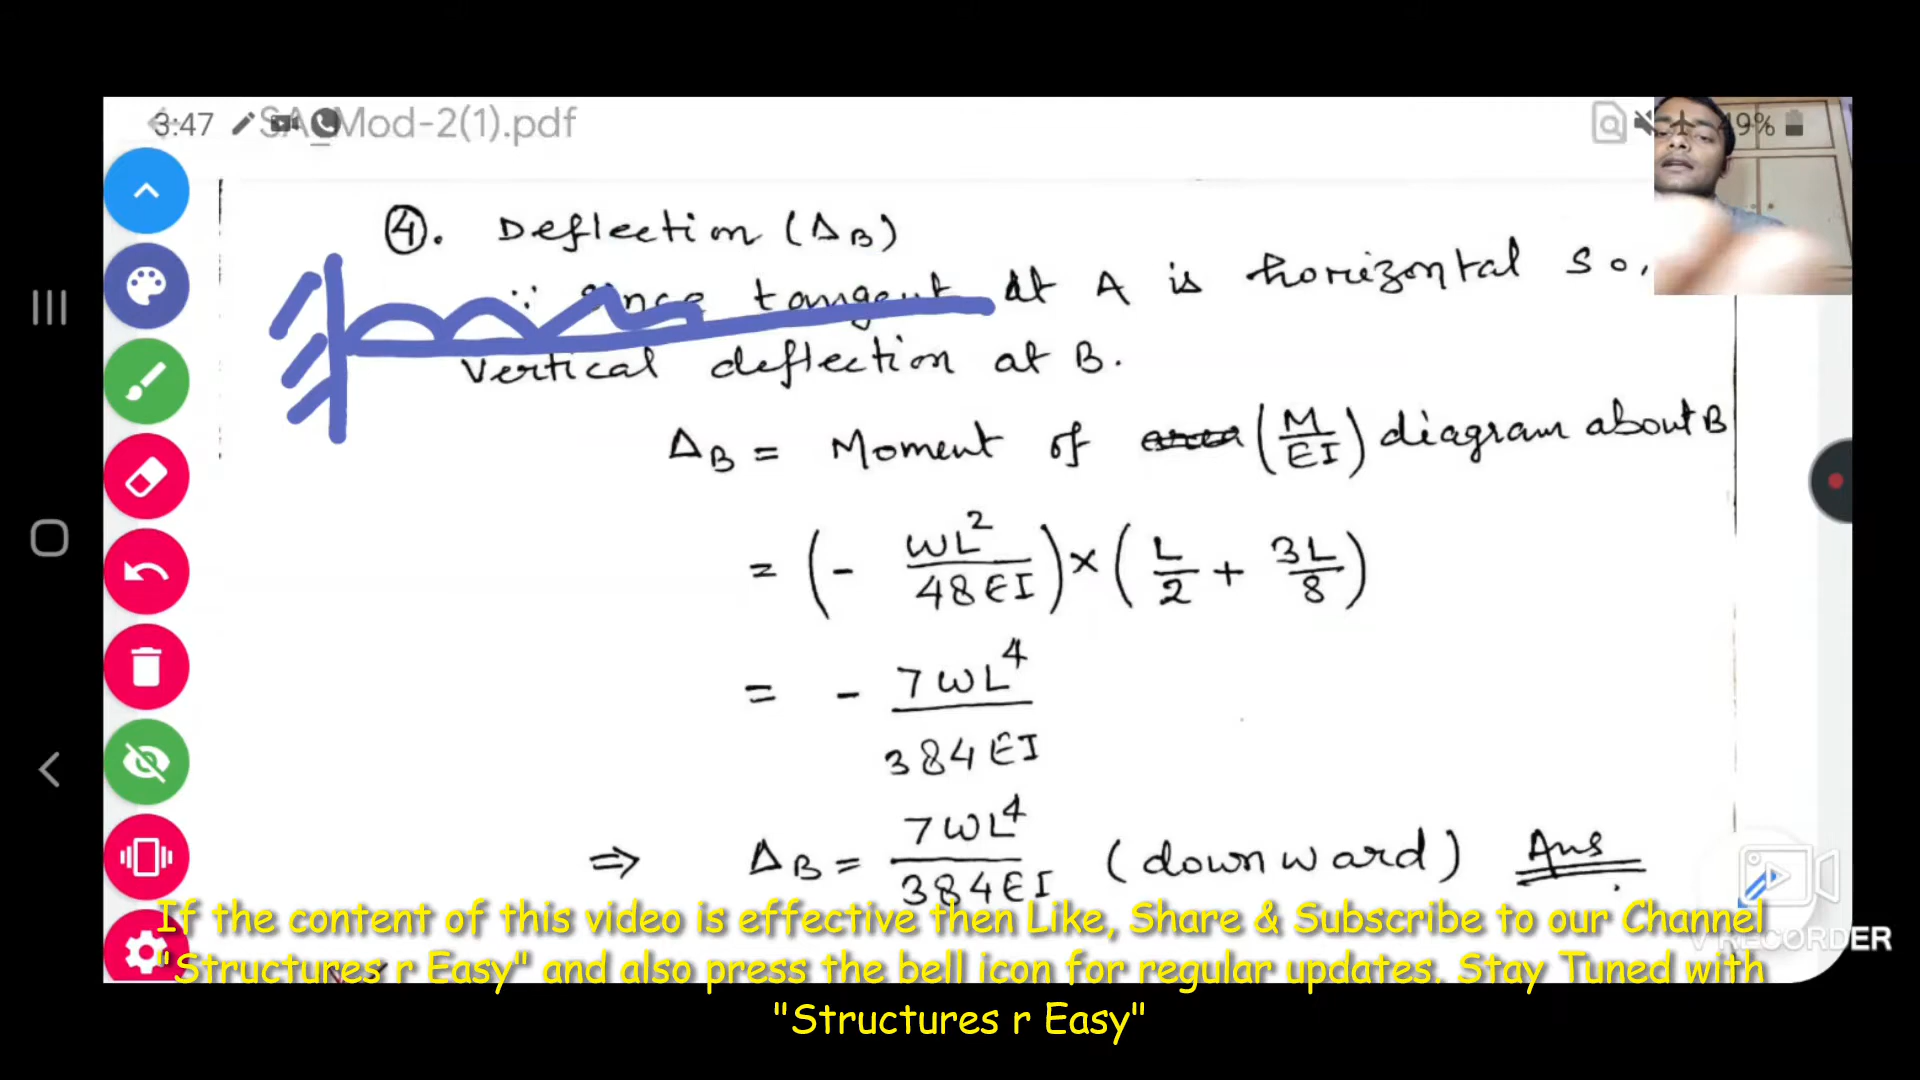 3:47 SA_Mod-2(1).pdf 49%
④. Deflection (ΔB)
∵ since tangent at A is horizontal so,
vertical deflection at B.
ΔB = Moment of (M/EI) diagram about B
= (- wL²/48EI) × (L/2 + 3L/8)
= - 7wL⁴/384EI
⇒ ΔB = 7wL⁴/384EI (downward) Ans
If the content of this video is effective then Like, Share & Subscribe to our Channel
"Structures r Easy" and also press the bell icon for regular updates. Stay Tuned with
"Structures r Easy"
RECORDER